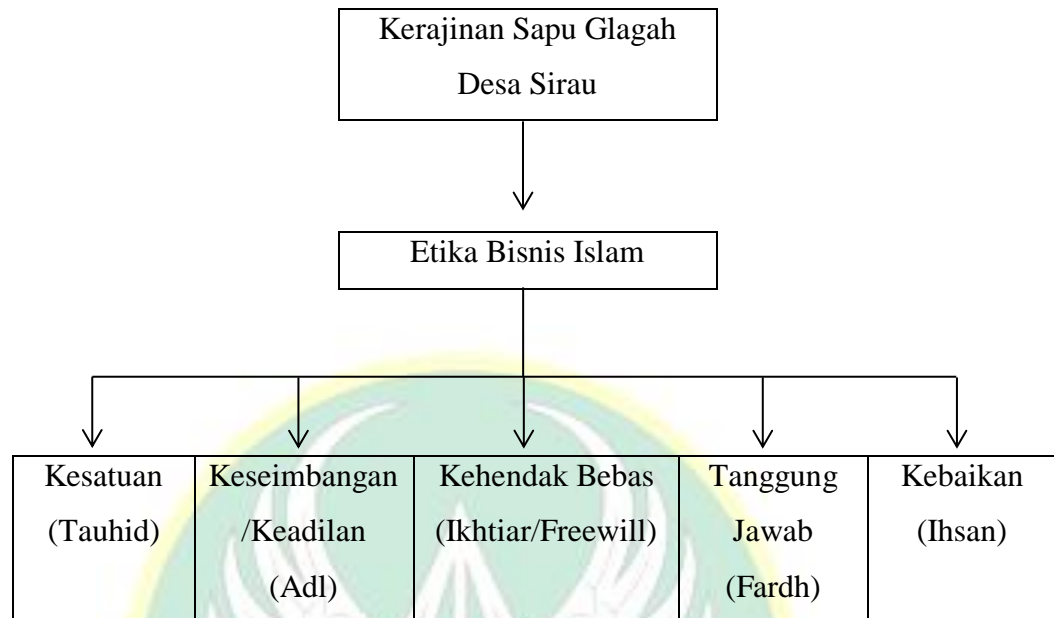 Kerajinan Sapu Glagah
Desa Sirau
Etika Bisnis Islam
Kesatuan
(Tauhid)
Keseimbangan
/Keadilan
(Adl)
Kehendak Bebas
(Ikhtiar/Freewill)
Tanggung
Jawab
(Fardh)
Kebaikan
(Ihsan)